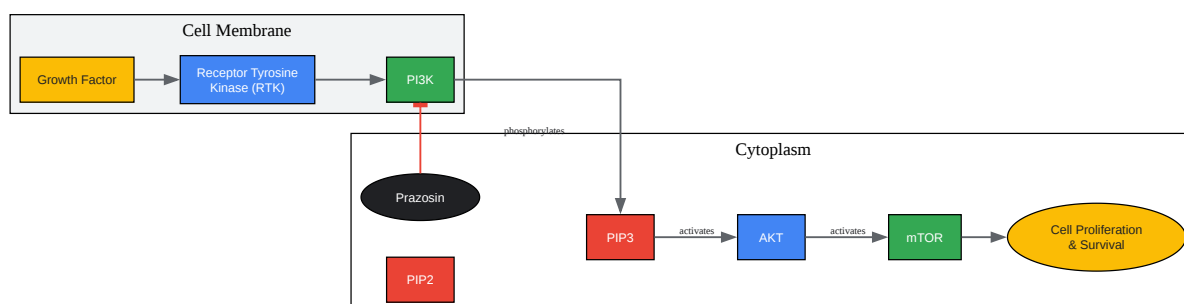 Cell Membrane
Growth Factor
Receptor Tyrosine
Kinase (RTK)
PI3K
phosphorylates
Cytoplasm
Prazosin
PIP3
activates
AKT
activates
mTOR
Cell Proliferation
& Survival
PIP2